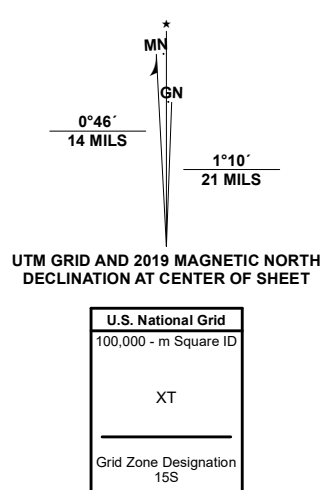 ★
MN
GN
0°46´
14 MILS
1°10´
21 MILS
UTM GRID AND 2019 MAGNETIC NORTH
DECLINATION AT CENTER OF SHEET
U.S. National Grid
100,000 - m Square ID
XT
Grid Zone Designation
15S